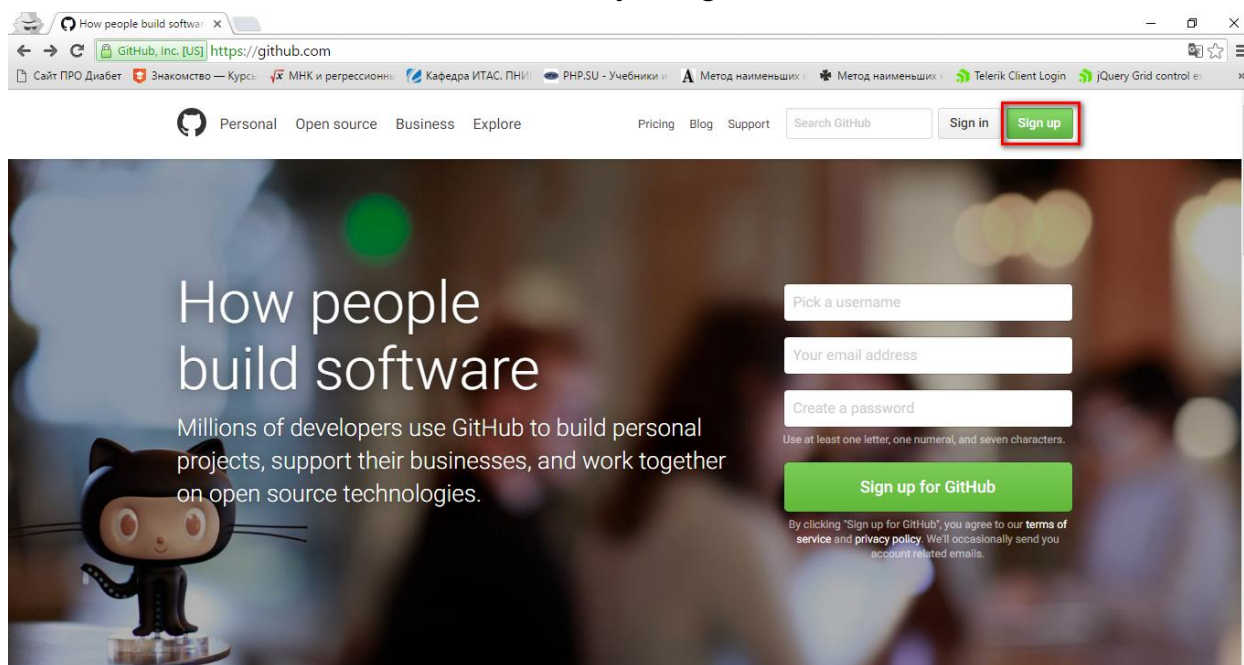 How people build softwar
GitHub, Inc. [US] https://github.com
Сайт ПРО Диабет Знакомство — Курсы МНК и регрессионн Кафедра ИТАС. ПНИ PHP.SU - Учебники и Метод наименьших Метод наименьших Telerik Client Login jQuery Grid control e
Personal Open source Business Explore Pricing Blog Support Search GitHub Sign in Sign up
How people
build software
Millions of developers use GitHub to build personal
projects, support their businesses, and work together
on open source technologies.
Pick a username
Your email address
Create a password
Use at least one letter, one numeral, and seven characters.
Sign up for GitHub
By clicking "Sign up for GitHub", you agree to our terms of
service and privacy policy. We'll occasionally send you
account related emails.